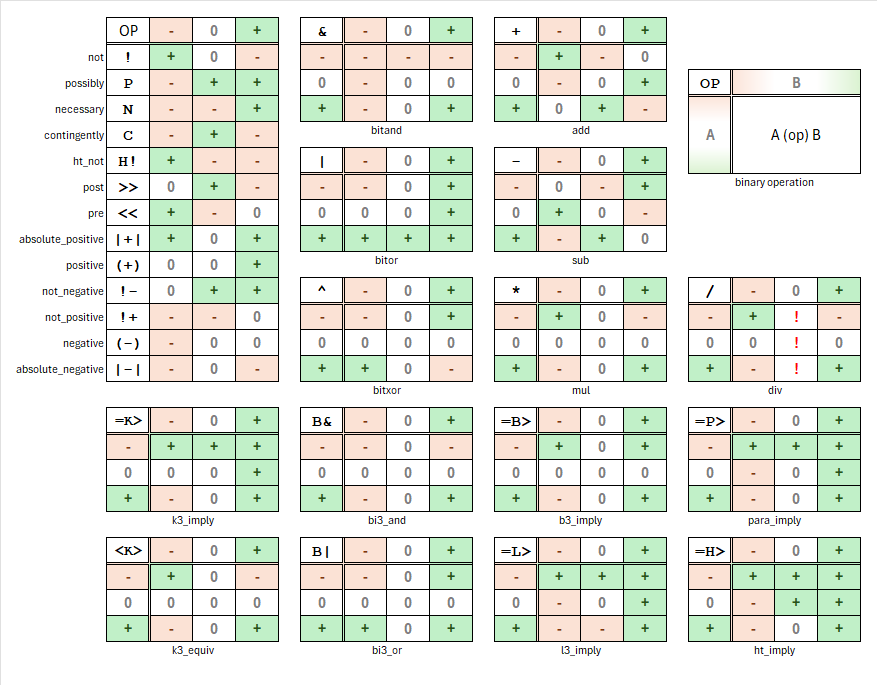 OP - 0 +
not ! + 0 -
possibly P - + +
necessary N - - +
contingently C - + -
ht_not H! + - -
post >> 0 + -
pre << + - 0
absolute_positive |+| + 0 +
positive (+) 0 0 +
not_negative !- 0 + +
not_positive !+ - - 0
negative (-) - 0 0
absolute_negative |-| - 0 -
& - 0 +
- - - -
0 - 0 0
+ - 0 +
bitand
+ - 0 +
- + - 0
0 - 0 +
+ 0 + -
add
OP B
A A (op) B
binary operation
| - 0 +
- - 0 +
0 0 0 +
+ + + +
bitor
- - 0 +
- 0 - +
0 + 0 -
+ - + 0
sub
^ - 0 +
- - 0 +
0 0 0 0
+ + 0 -
bitxor
* - 0 +
- + 0 -
0 0 0 0
+ - 0 +
mul
/ - 0 +
- + ! -
0 0 ! 0
+ - ! +
div
=K> - 0 +
- + + +
0 0 0 +
+ - 0 +
k3_imply
B& - 0 +
- - 0 -
0 0 0 0
+ - 0 +
bi3_and
=B> - 0 +
- + 0 +
0 0 0 0
+ - 0 +
b3_imply
=P> - 0 +
- + + +
0 - 0 +
+ - 0 +
para_imply
<K> - 0 +
- + 0 -
0 0 0 0
+ - 0 +
k3_equiv
B| - 0 +
- - 0 +
0 0 0 0
+ + 0 +
bi3_or
=L> - 0 +
- + + +
0 - 0 +
+ - - +
l3_imply
=H> - 0 +
- + + +
0 - + +
+ - 0 +
ht_imply